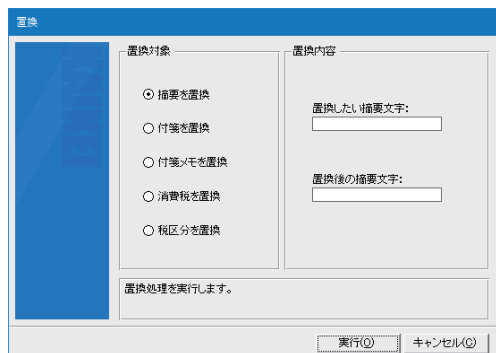 置換
置換対象
摘要を置換
付箋を置換
付箋メモを置換
消費税を置換
税区分を置換
置換内容
置換したい摘要文字:
置換後の摘要文字:
置換処理を実行します。
実行(O) キャンセル(C)